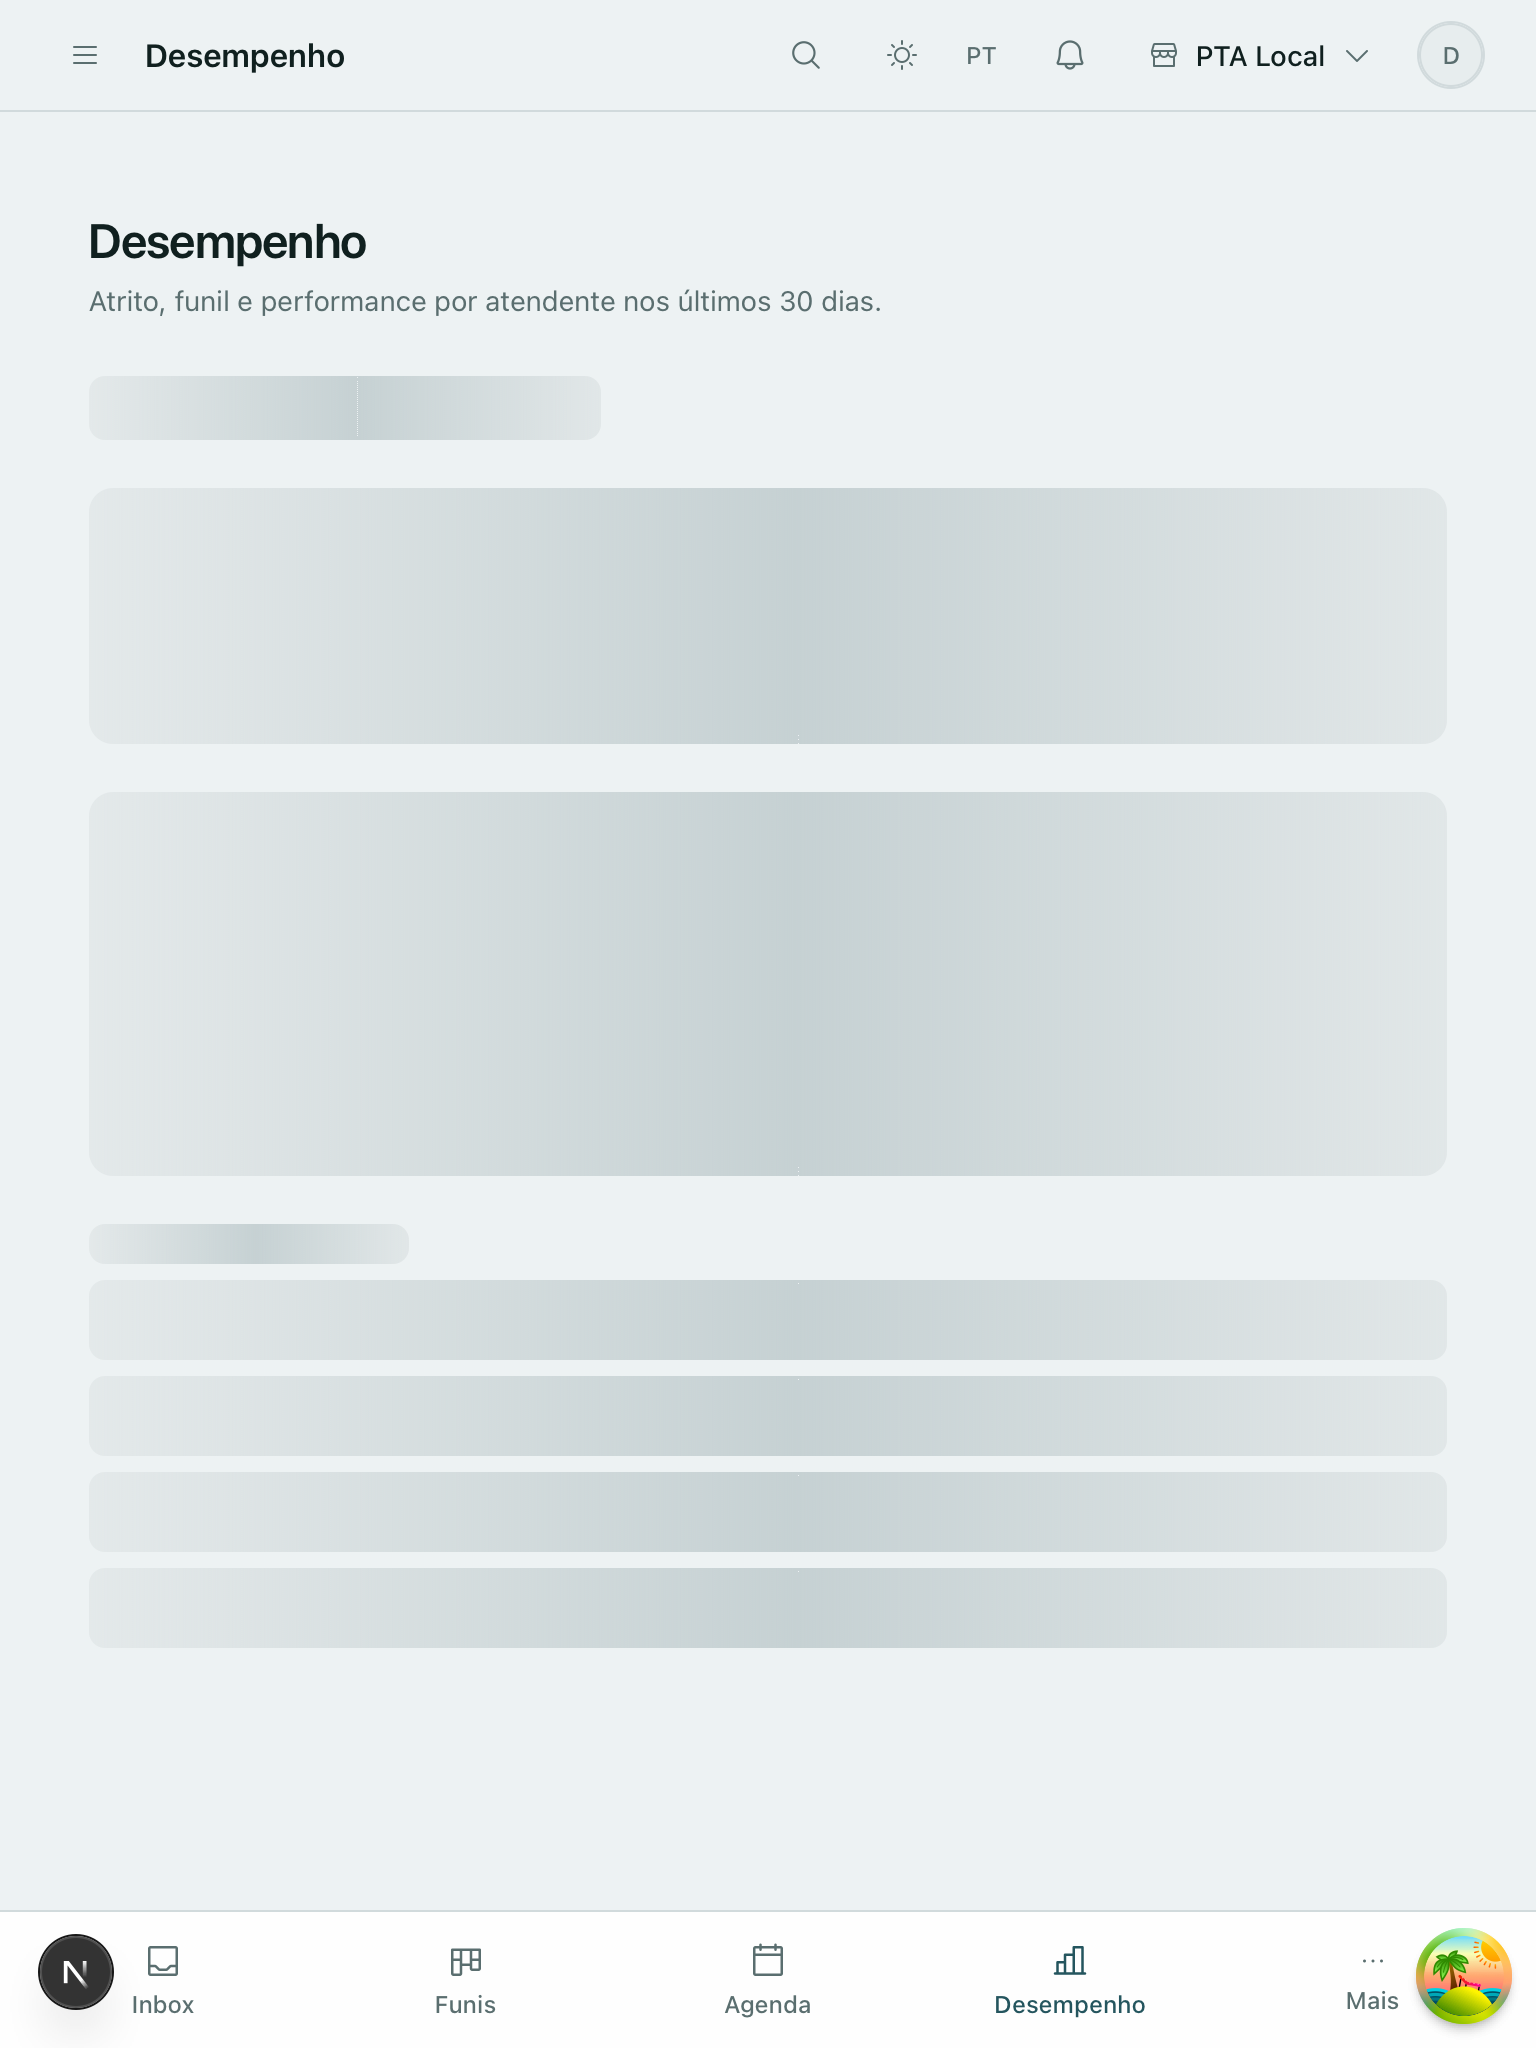 Desempenho
PT
PTA Local
D
Desempenho
Atrito, funil e performance por atendente nos últimos 30 dias.
N
Inbox
Funis
Agenda
Desempenho
Mais